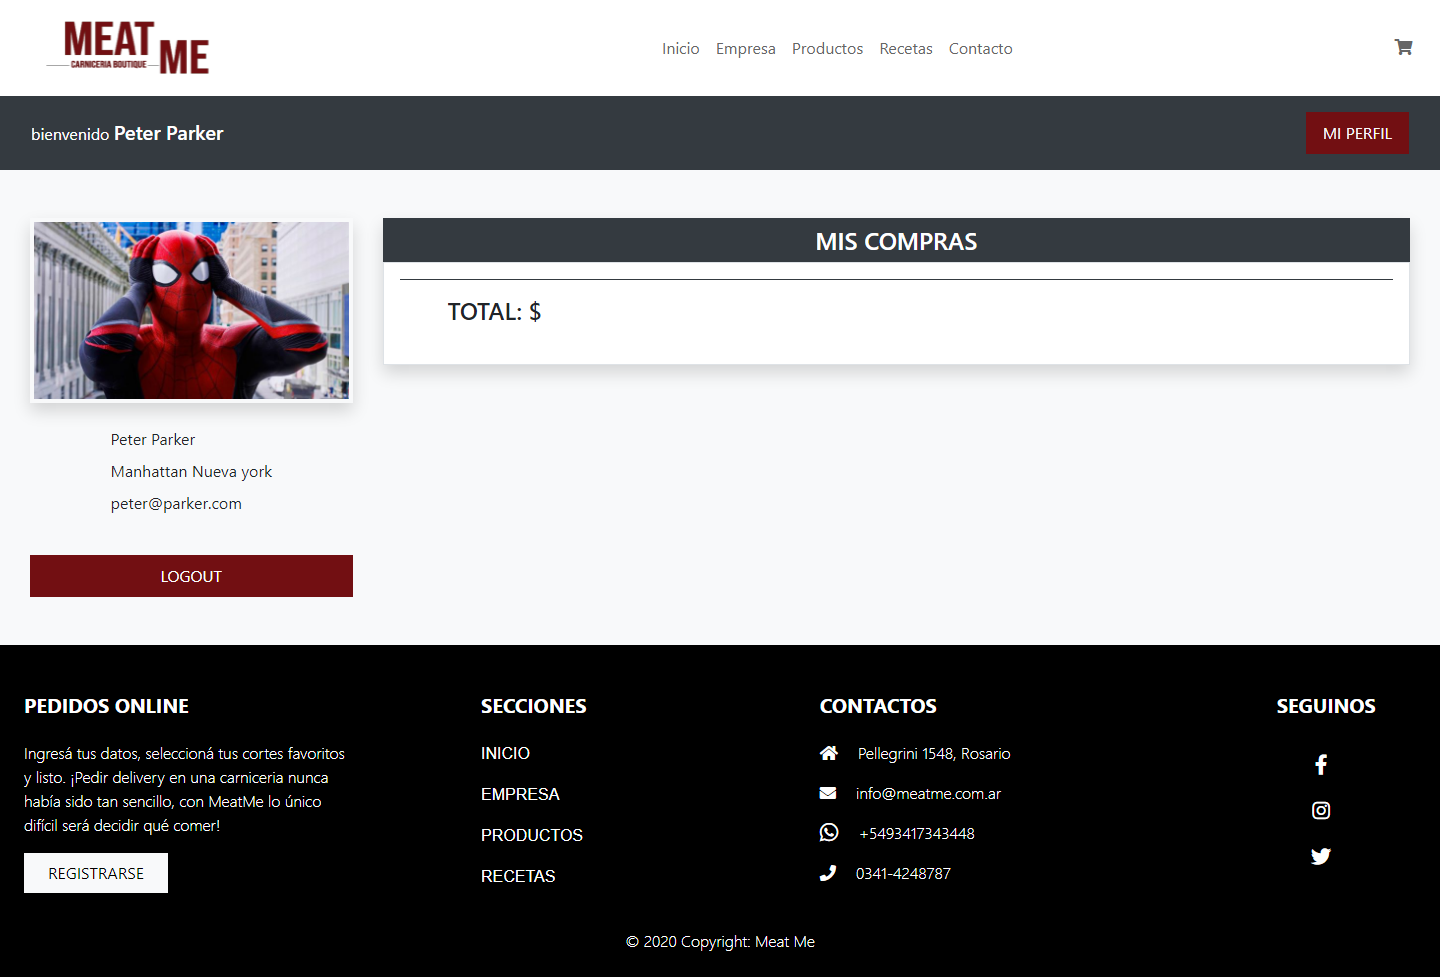 MEAT ME
CARNICERIA BOUTIQUE
Inicio Empresa Productos Recetas Contacto
bienvenido Peter Parker
MI PERFIL
MIS COMPRAS
TOTAL: $
Peter Parker
Manhattan Nueva york
peter@parker.com
LOGOUT
PEDIDOS ONLINE
Ingresá tus datos, seleccioná tus cortes favoritos
y listo. ¡Pedir delivery en una carniceria nunca
había sido tan sencillo, con MeatMe lo único
difícil será decidir qué comer!
REGISTRARSE
SECCIONES
INICIO
EMPRESA
PRODUCTOS
RECETAS
CONTACTOS
Pellegrini 1548, Rosario
info@meatme.com.ar
+5493417343448
0341-4248787
SEGUINOS
© 2020 Copyright: Meat Me